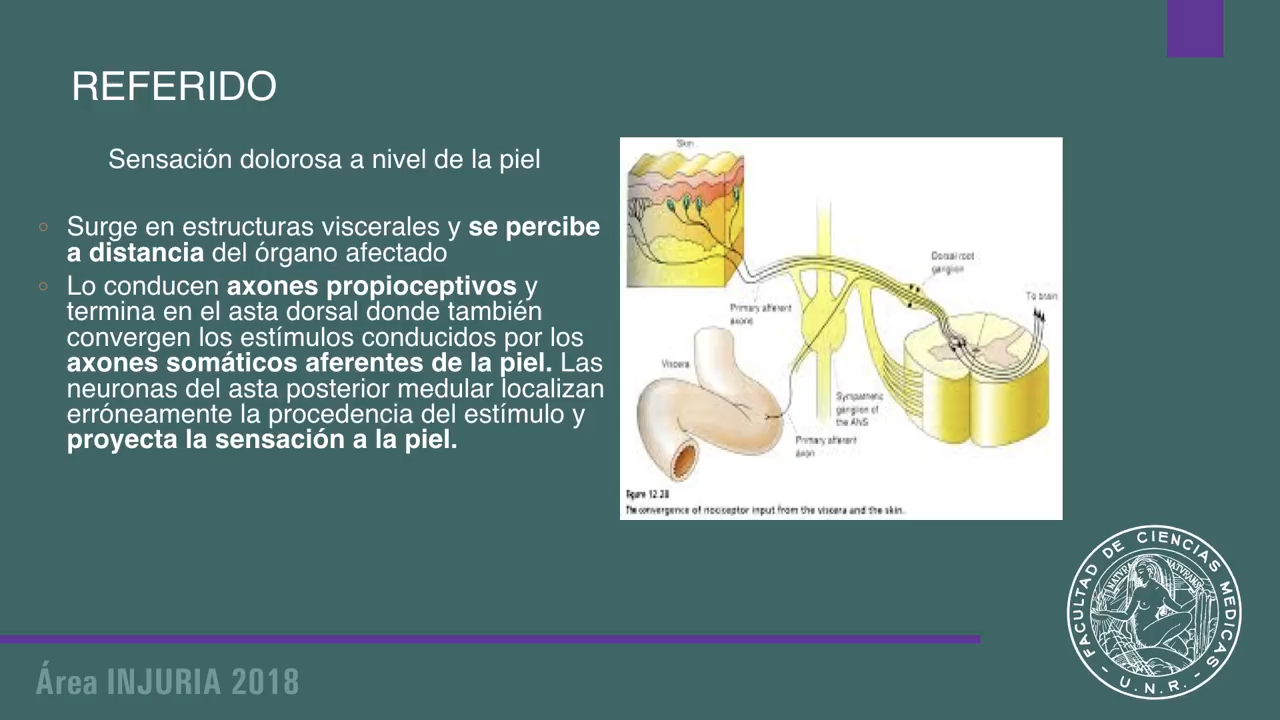 REFERIDO
Sensación dolorosa a nivel de la piel
◦ Surge en estructuras viscerales y se percibe
a distancia del órgano afectado
◦ Lo conducen axones propioceptivos y
termina en el asta dorsal donde también
convergen los estímulos conducidos por los
axones somáticos aferentes de la piel. Las
neuronas del asta posterior medular localizan
erróneamente la procedencia del estímulo y
proyecta la sensación a la piel.
Skin
Dorsal root
ganglion
To brain
Primary afferent
axons
Viscera
Sympathetic
ganglion of
the ANS
Primary afferent
axon
Figure 12.28
The convergence of nociceptor input from the viscera and the skin.
FACULTAD DE CIENCIAS MEDICAS
NATURA NATURANS
- U.N.R. -
Área INJURIA 2018